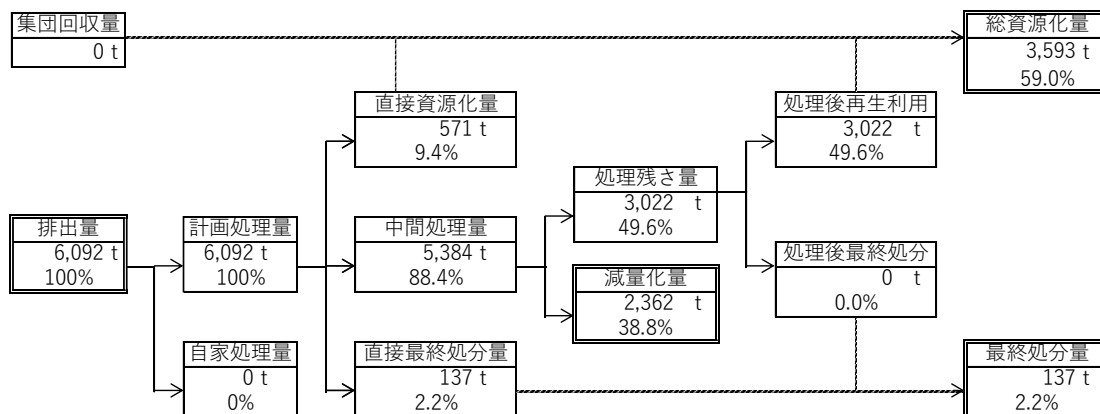 集団回収量
0 t
総資源化量
3,593 t
59.0%
直接資源化量
571 t
9.4%
処理後再生利用
3,022 t
49.6%
処理残さ量
3,022 t
49.6%
排出量
6,092 t
100%
計画処理量
6,092 t
100%
中間処理量
5,384 t
88.4%
処理後最終処分
0 t
0.0%
減量化量
2,362 t
38.8%
自家処理量
0 t
0%
直接最終処分量
137 t
2.2%
最終処分量
137 t
2.2%